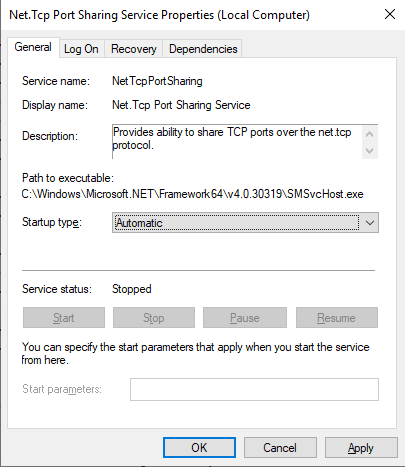 Net.Tcp Port Sharing Service Properties (Local Computer)
General Log On Recovery Dependencies
Service name: NetTcpPortSharing
Display name: Net.Tcp Port Sharing Service
Description: Provides ability to share TCP ports over the net.tcp
protocol.
Path to executable:
C:\Windows\Microsoft.NET\Framework64\v4.0.30319\SMSvcHost.exe
Startup type: Automatic
Service status: Stopped
Start Stop Pause Resume
You can specify the start parameters that apply when you start the service
from here.
Start parameters:
OK Cancel Apply